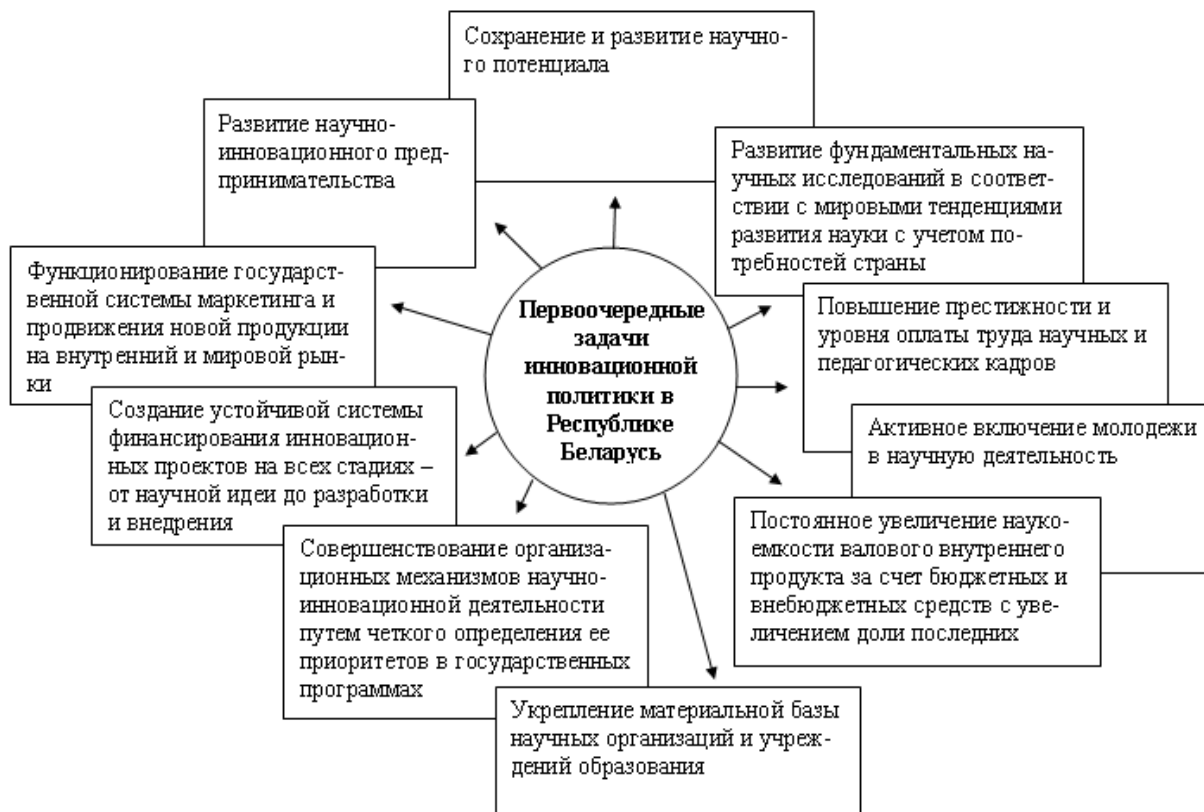 Сохранение и развитие научно-
го потенциала
Развитие научно-
инновационного пред-
принимательства
Развитие фундаментальных на-
учных исследований в соответ-
ствии с мировыми тенденциями
развития науки с учетом по-
требностей страны
Функционирование государст-
венной системы маркетинга и
продвижения новой продукции
на внутренний и мировой рын-
ки
Первоочередные
задачи
инновационной
политики в
Республике
Беларусь
Повышение престижности и
уровня оплаты труда научных и
педагогических кадров
Создание устойчивой системы
финансирования инновацион-
ных проектов на всех стадиях –
от научной идеи до разработки
и внедрения
Активное включение молодежи
в научную деятельность
Постоянное увеличение науко-
емкости валового внутреннего
продукта за счет бюджетных и
внебюджетных средств с уве-
личением доли последних
Совершенствование организа-
ционных механизмов научно-
инновационной деятельности
путем четкого определения ее
приоритетов в государственных
программах
Укрепление материальной базы
научных организаций и учреж-
дений образования